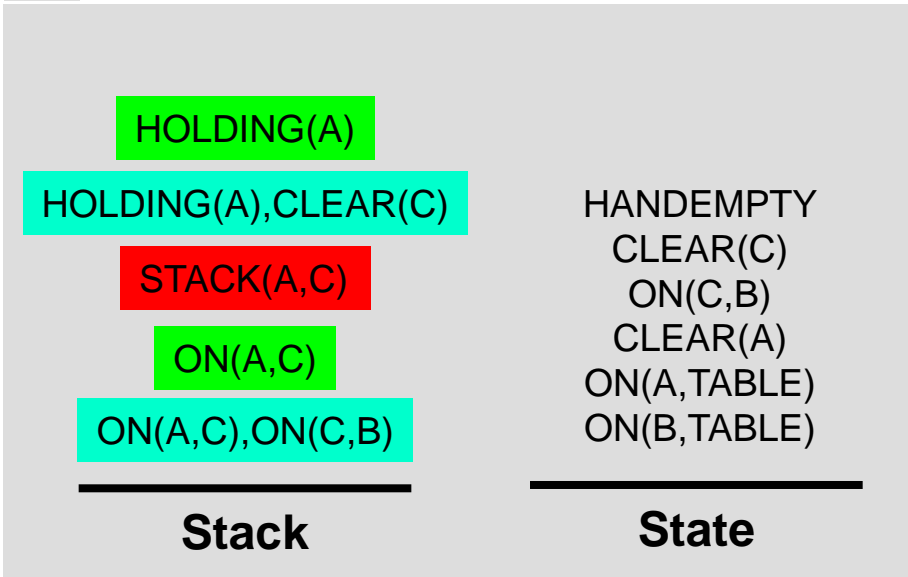 HOLDING(A)
HOLDING(A),CLEAR(C)
STACK(A,C)
ON(A,C)
ON(A,C),ON(C,B)
Stack
HANDEMPTY
CLEAR(C)
ON(C,B)
CLEAR(A)
ON(A,TABLE)
ON(B,TABLE)
State